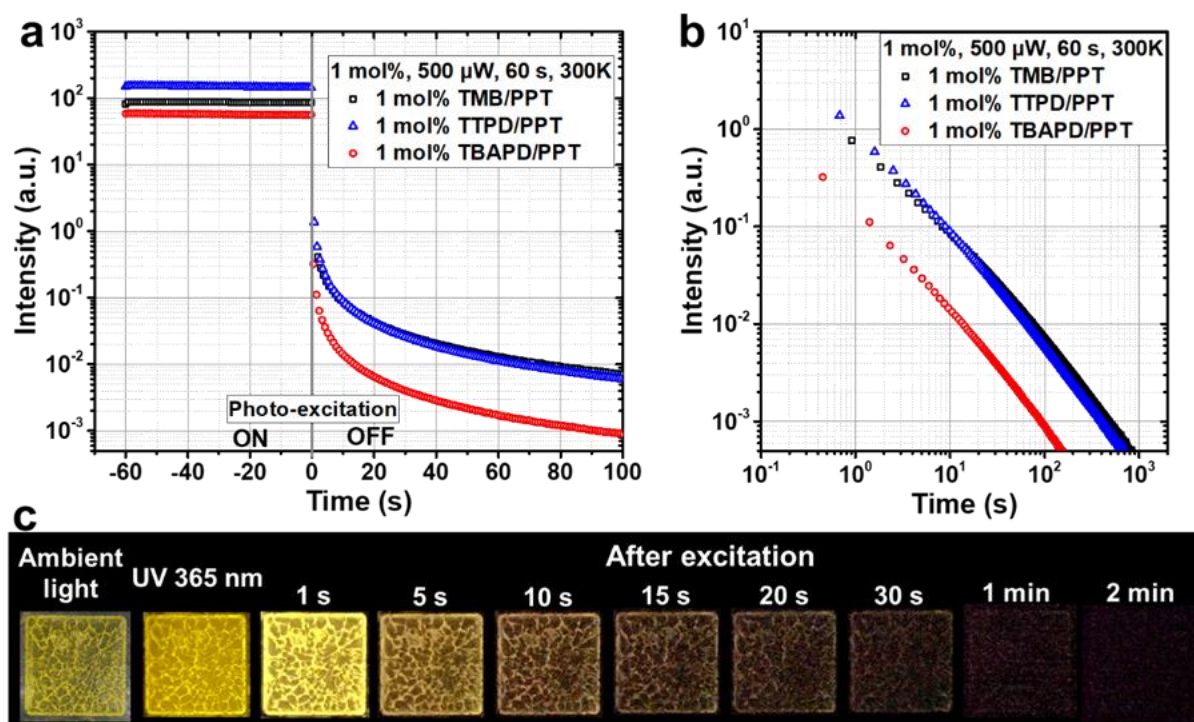 a
10³
10²
10¹
10⁰
10⁻¹
10⁻²
10⁻³
Intensity (a.u.)
1 mol%, 500 µW, 60 s, 300K
1 mol% TMB/PPT
1 mol% TTPD/PPT
1 mol% TBAPD/PPT
Photo-excitation
ON OFF
-60 -40 -20 0 20 40 60 80 100
Time (s)
b
10¹
10⁰
10⁻¹
10⁻²
10⁻³
Intensity (a.u.)
1 mol%, 500 µW, 60 s, 300K
1 mol% TMB/PPT
1 mol% TTPD/PPT
1 mol% TBAPD/PPT
10⁻¹ 10⁰ 10¹ 10² 10³
Time (s)
c
Ambient
light
UV 365 nm
After excitation
1 s 5 s 10 s 15 s 20 s 30 s 1 min 2 min